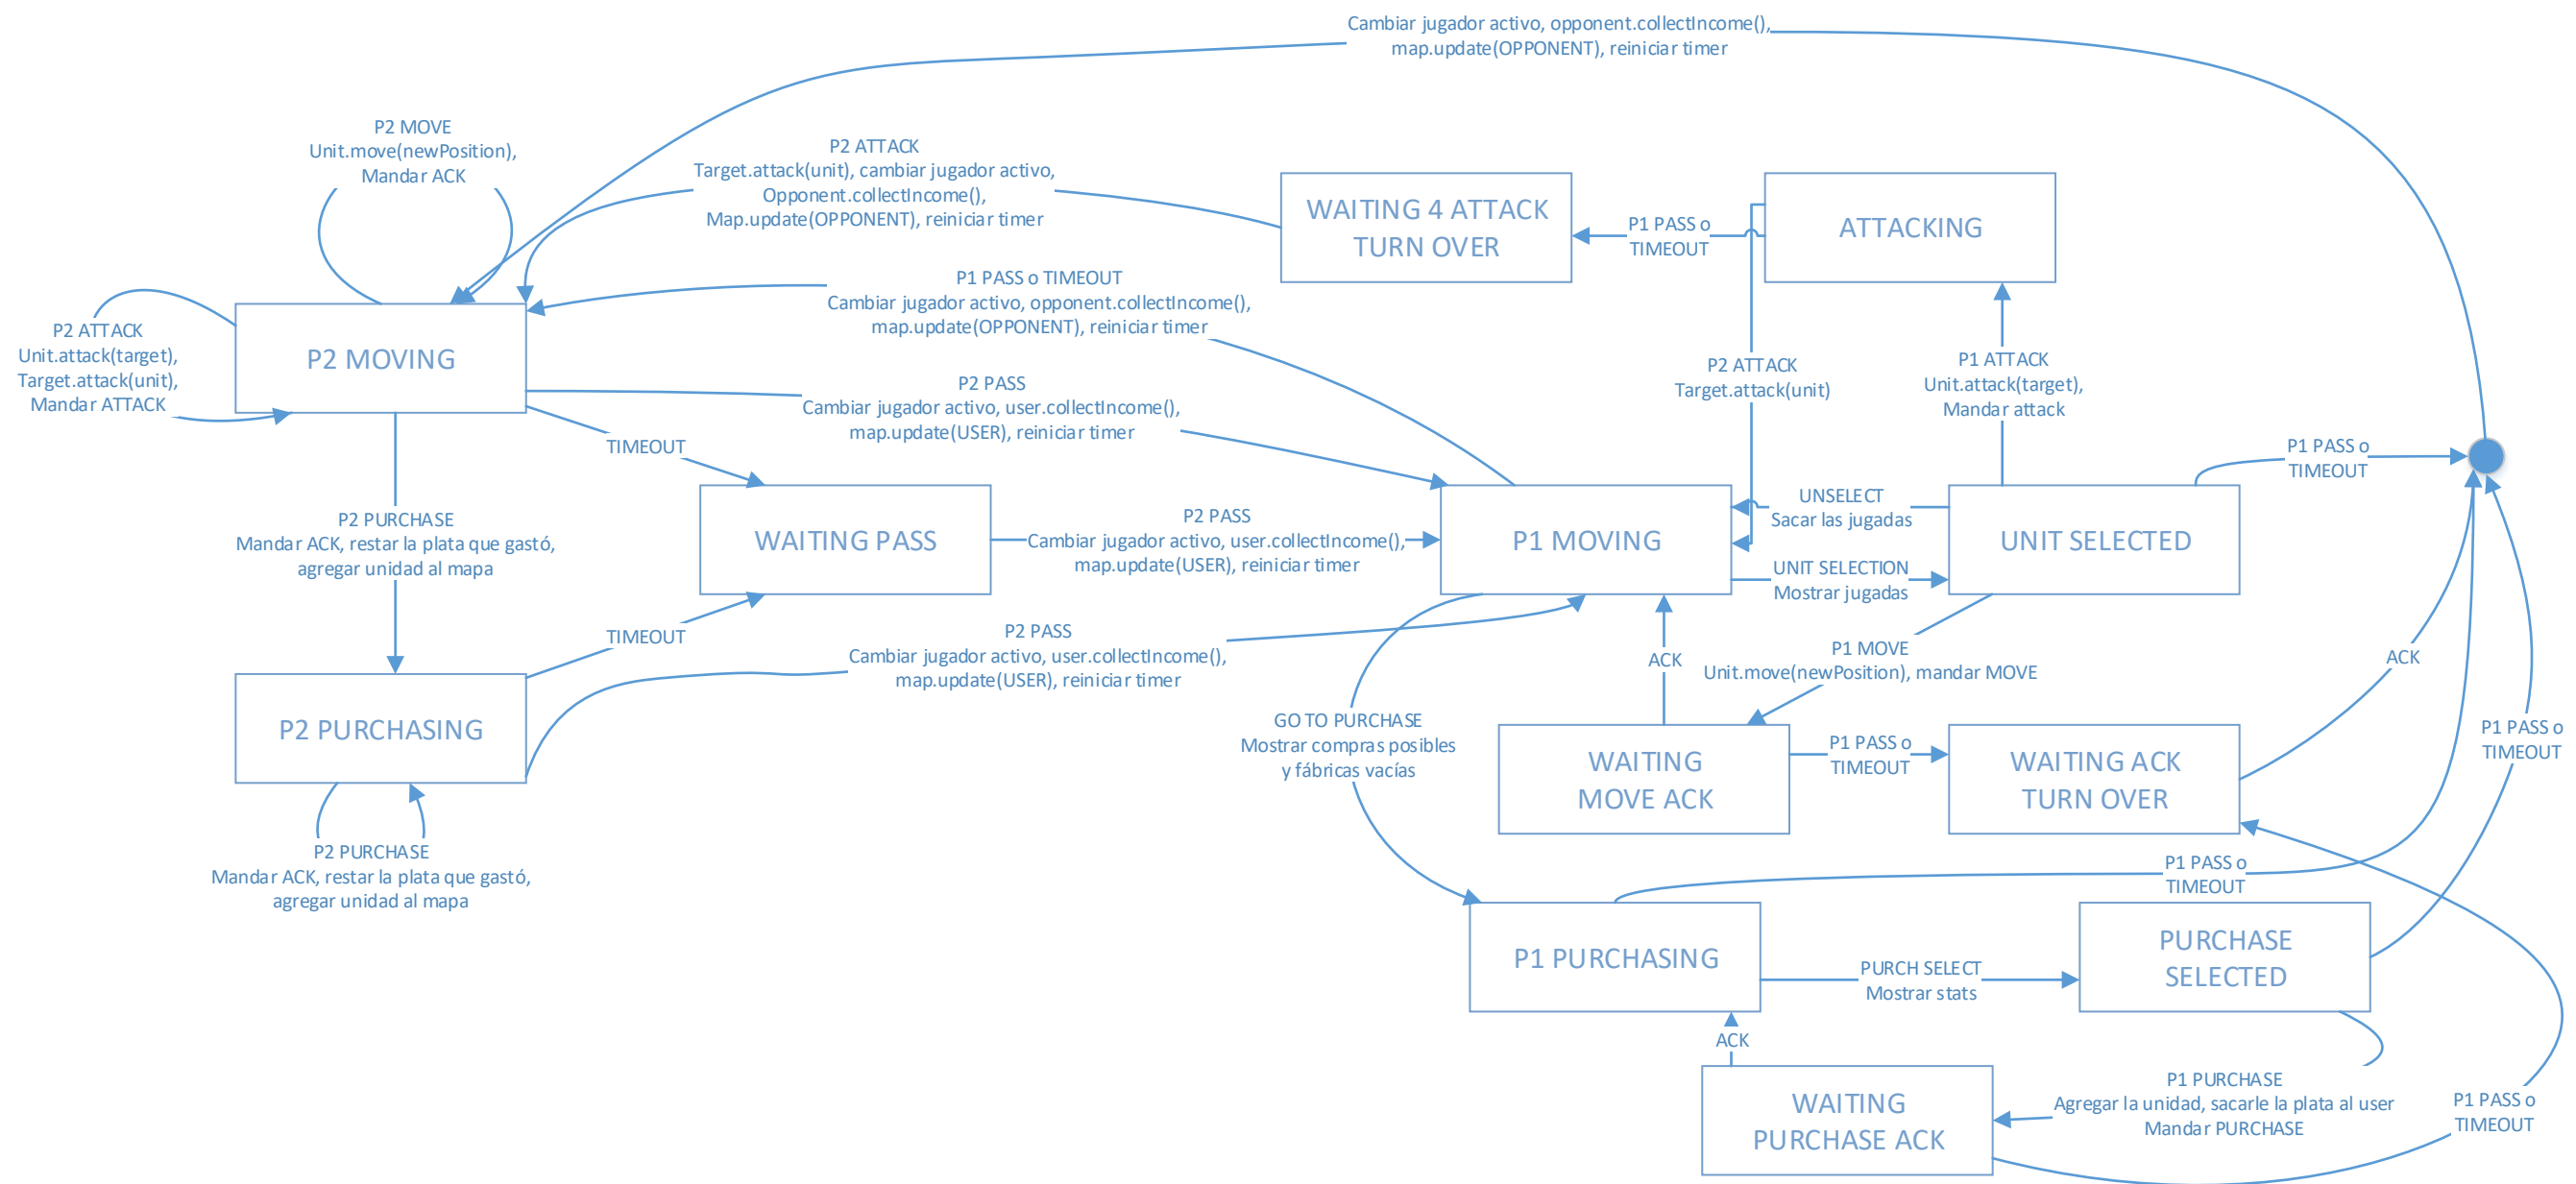 Cambiar jugador activo, opponent.collectIncome(),
map.update(OPPONENT), reiniciar timer
P2 MOVE
Unit.move(newPosition),
Mandar ACK
P2 ATTACK
Target.attack(unit), cambiar jugador activo,
Opponent.collectIncome(),
Map.update(OPPONENT), reiniciar timer
WAITING 4 ATTACK
TURN OVER
P1 PASS o
TIMEOUT
ATTACKING
P1 PASS o TIMEOUT
Cambiar jugador activo, opponent.collectIncome(),
map.update(OPPONENT), reiniciar timer
P2 ATTACK
Unit.attack(target),
Target.attack(unit),
Mandar ATTACK
P2 MOVING
P2 ATTACK
Target.attack(unit)
P1 ATTACK
Unit.attack(target),
Mandar attack
P2 PASS
Cambiar jugador activo, user.collectIncome(),
map.update(USER), reiniciar timer
TIMEOUT
P1 PASS o
TIMEOUT
P2 PURCHASE
Mandar ACK, restar la plata que gastó,
agregar unidad al mapa
WAITING PASS
P2 PASS
Cambiar jugador activo, user.collectIncome(),
map.update(USER), reiniciar timer
P1 MOVING
UNSELECT
Sacar las jugadas
UNIT SELECTION
Mostrar jugadas
UNIT SELECTED
TIMEOUT
P2 PASS
Cambiar jugador activo, user.collectIncome(),
map.update(USER), reiniciar timer
ACK
P1 MOVE
Unit.move(newPosition), mandar MOVE
ACK
P2 PURCHASING
GO TO PURCHASE
Mostrar compras posibles
y fábricas vacías
WAITING
MOVE ACK
P1 PASS o
TIMEOUT
WAITING ACK
TURN OVER
P1 PASS o
TIMEOUT
P2 PURCHASE
Mandar ACK, restar la plata que gastó,
agregar unidad al mapa
P1 PASS o
TIMEOUT
P1 PURCHASING
PURCH SELECT
Mostrar stats
PURCHASE
SELECTED
ACK
WAITING
PURCHASE ACK
P1 PURCHASE
Agregar la unidad, sacarle la plata al user
Mandar PURCHASE
P1 PASS o
TIMEOUT